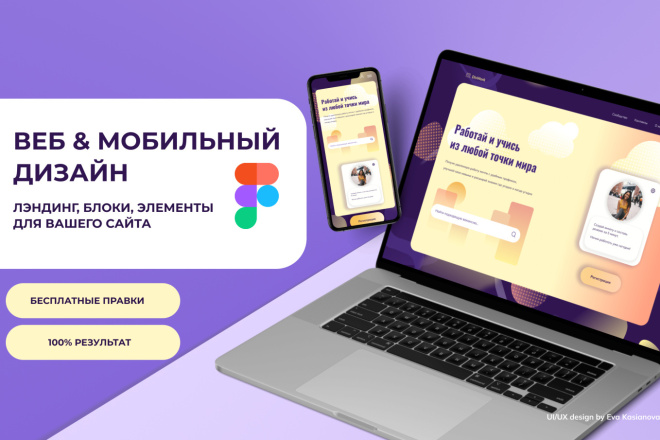 ВЕБ & МОБИЛЬНЫЙ
ДИЗАЙН
ЛЭНДИНГ, БЛОКИ, ЭЛЕМЕНТЫ
ДЛЯ ВАШЕГО САЙТА
БЕСПЛАТНЫЕ ПРАВКИ
100% РЕЗУЛЬТАТ
Работай и учись
из любой точки мира
Работай и учись
из любой точки мира
Регистрация
UI/UX design by Eva Kasianova